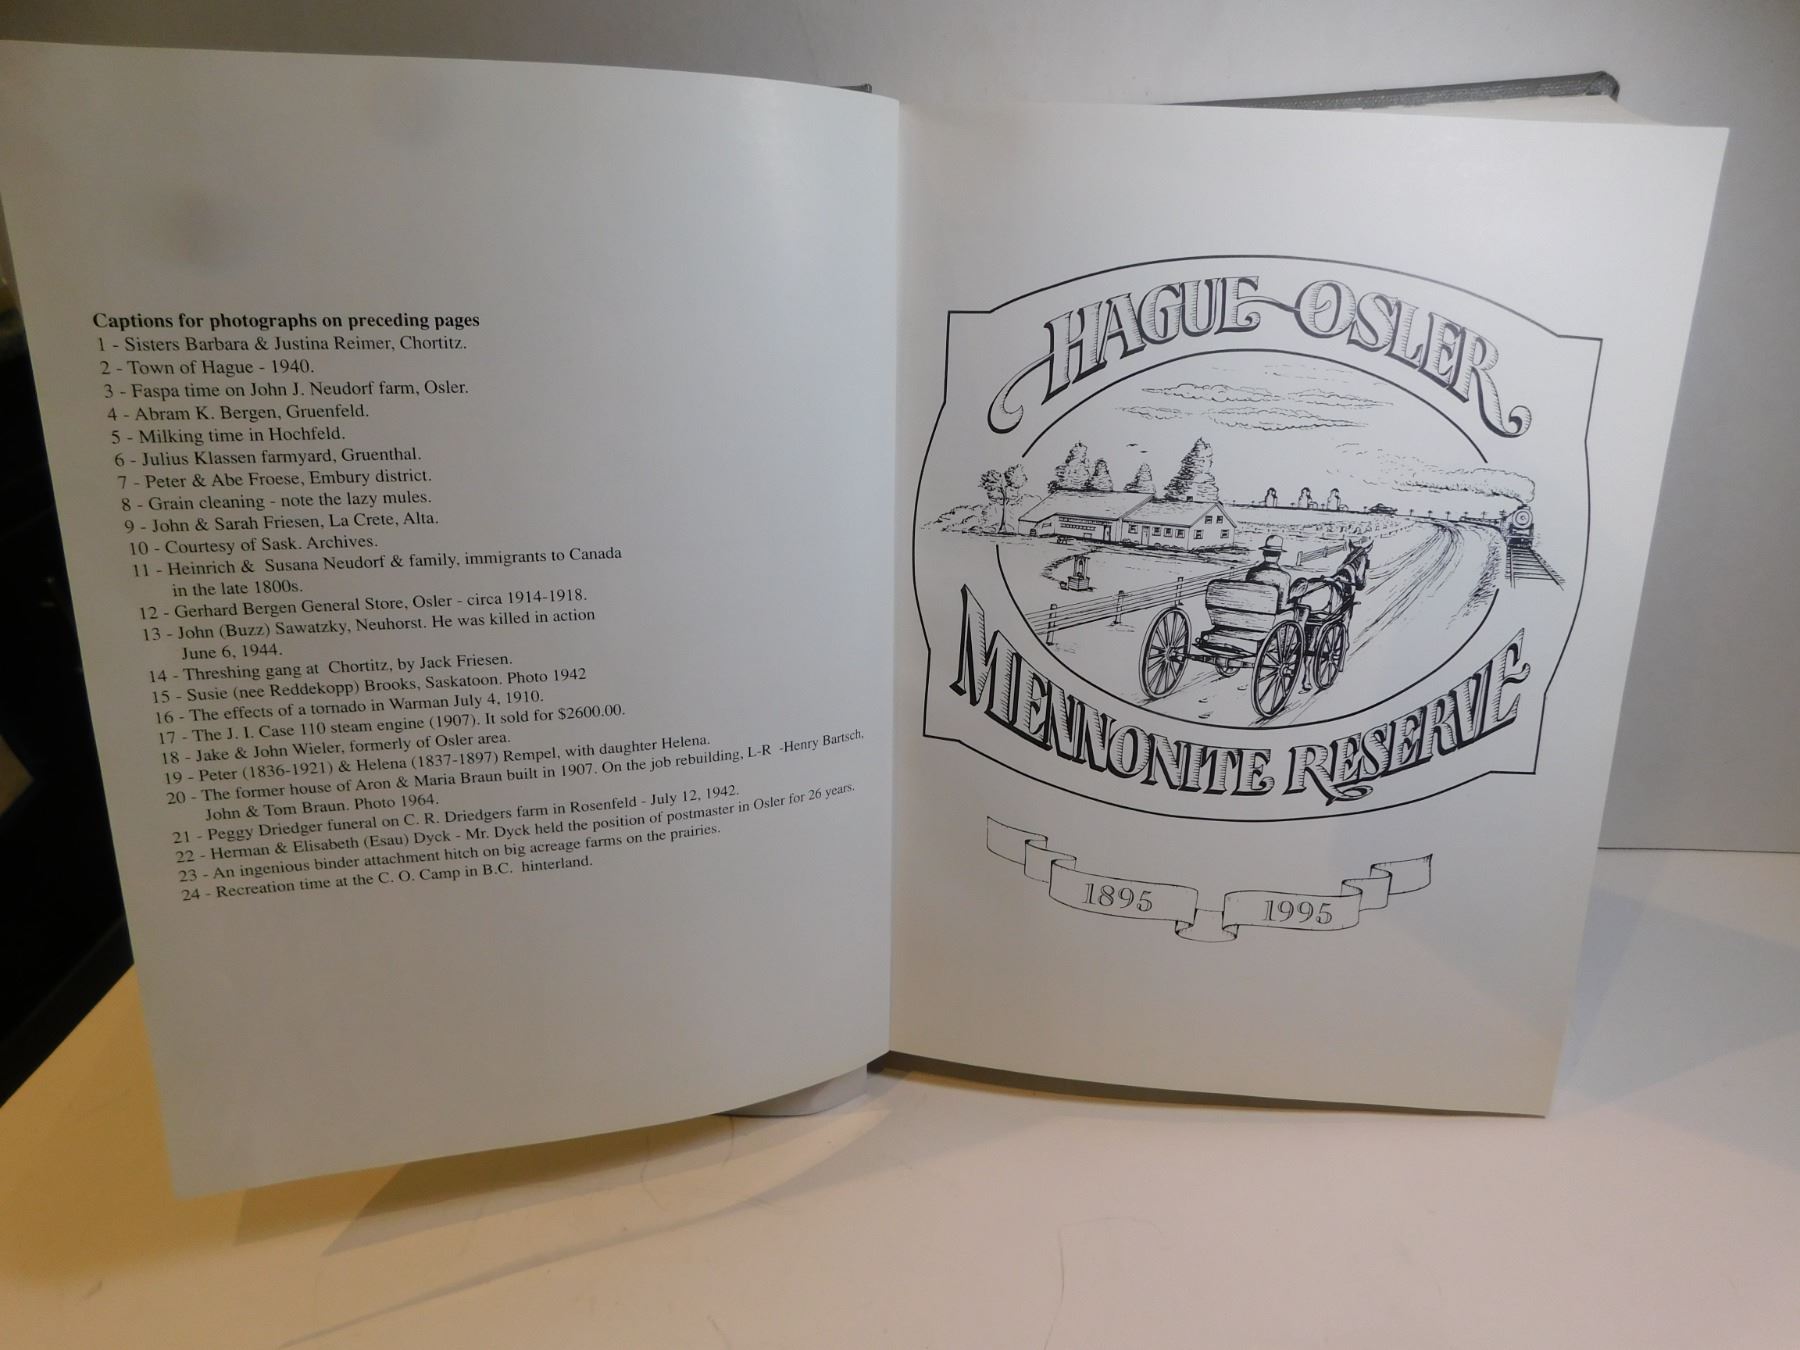 Captions for photographs on preceding pages
1 - Sisters Barbara & Justina Reimer, Chortitz.
2 - Town of Hague - 1940.
3 - Faspa time on John J. Neudorf farm, Osler.
4 - Abram K. Bergen, Gruenfeld.
5 - Milking time in Hochfeld.
6 - Julius Klassen farmyard, Gruenthal.
7 - Peter & Abe Froese, Embury district.
8 - Grain cleaning - note the lazy mules.
9 - John & Sarah Friesen, La Crete, Alta.
10 - Courtesy of Sask. Archives.
11 - Heinrich & Susana Neudorf & family, immigrants to Canada
in the late 1800s.
12 - Gerhard Bergen General Store, Osler - circa 1914-1918.
13 - John (Buzz) Sawatzky, Neuhorst. He was killed in action
June 6, 1944.
14 - Threshing gang at Chortitz, by Jack Friesen.
15 - Susie (nee Reddekopp) Brooks, Saskatoon. Photo 1942
16 - The effects of a tornado in Warman July 4, 1910.
17 - The J. I. Case 110 steam engine (1907). It sold for $2600.00.
18 - Jake & John Wieler, formerly of Osler area.
19 - Peter (1836-1921) & Helena (1837-1897) Rempel, with daughter Helena.
20 - The former house of Aron & Maria Braun built in 1907. On the job rebuilding, L-R -Henry Bartsch,
John & Tom Braun. Photo 1964.
21 - Peggy Driedger funeral on C. R. Driedgers farm in Rosenfeld - July 12, 1942.
22 - Herman & Elisabeth (Esau) Dyck - Mr. Dyck held the position of postmaster in Osler for 26 years.
23 - An ingenious binder attachment hitch on big acreage farms on the prairies.
24 - Recreation time at the C. O. Camp in B.C. hinterland.
HAGUE-OSLER
MENNONITE RESERVE
1895 1995